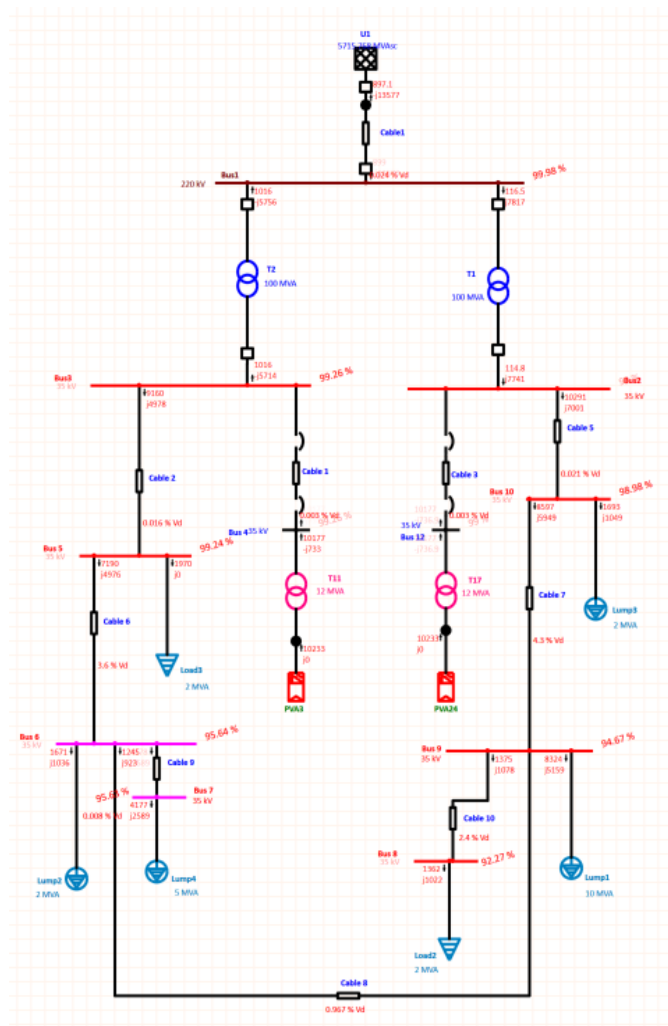 U1
5715.768 MVAsc
897.1
-j13577
Cable1
0.024 % Vd
Bus1
220 kV
99.98 %
1016
-j5756
116.5
j7817
T2
100 MVA
T1
100 MVA
1016
-j5714
114.8
j7741
Bus3
35 kV
99.26 %
Bus2
35 kV
9160
j4978
10291
j7001
Cable 2
Cable 1
Cable 3
Cable 5
0.016 % Vd
0.003 % Vd
0.003 % Vd
0.021 % Vd
Bus 10
35 kV
98.98 %
Bus 4
35 kV
35 kV
Bus 12
99 %
10177
-j733
8597
j5949
1693
j1049
Bus 5
35 kV
99.24 %
7190
j4976
1970
j0
T11
12 MVA
T17
12 MVA
Cable 7
Lump3
2 MVA
Cable 6
10233
j0
10233
j0
4.3 % Vd
3.6 % Vd
Load3
2 MVA
PVA3
PVA24
Bus 6
35 kV
95.64 %
1671
j1036
1245
j923
Cable 9
Bus 9
35 kV
94.67 %
1375
j1078
8324
j5159
Bus 7
35 kV
0.008 % Vd
4177
j2589
Cable 10
2.4 % Vd
Bus 8
35 kV
92.27 %
1362
j1022
Lump2
2 MVA
Lump4
5 MVA
Lump1
10 MVA
Load2
2 MVA
Cable 8
0.967 % Vd